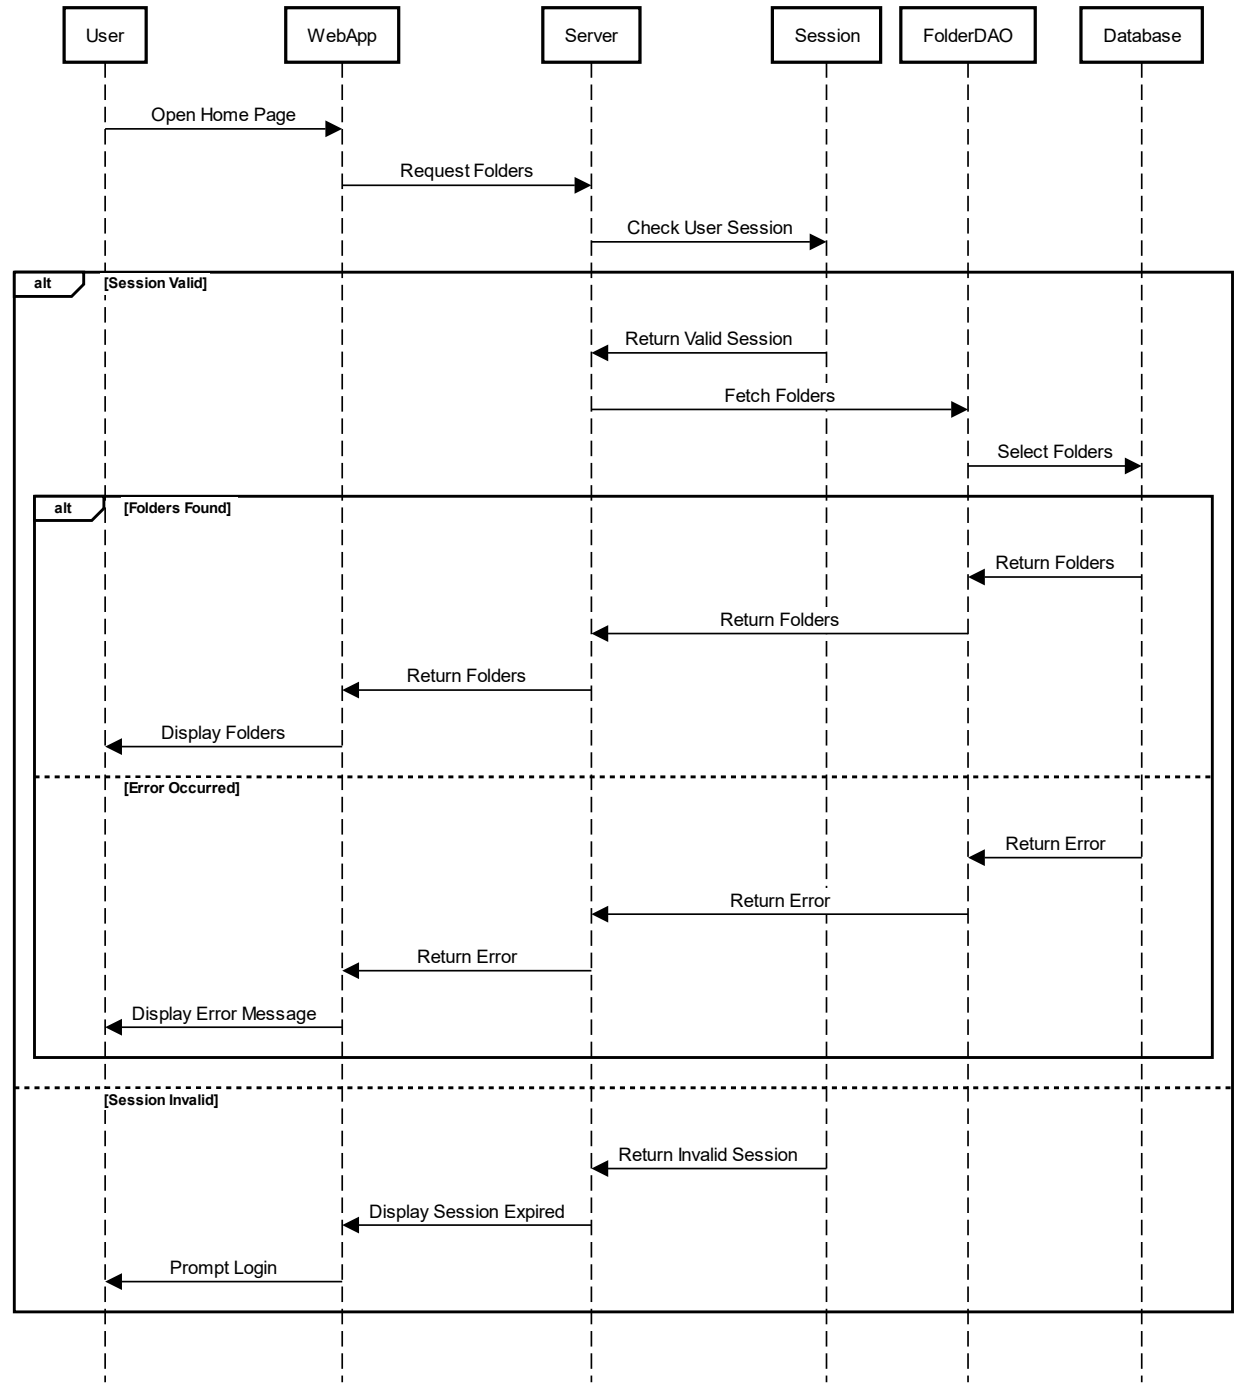 User
WebApp
Server
Session
FolderDAO
Database
Open Home Page
Request Folders
Check User Session
alt
[Session Valid]
Return Valid Session
Fetch Folders
Select Folders
alt
[Folders Found]
Return Folders
Return Folders
Return Folders
Display Folders
[Error Occurred]
Return Error
Return Error
Return Error
Display Error Message
[Session Invalid]
Return Invalid Session
Display Session Expired
Prompt Login